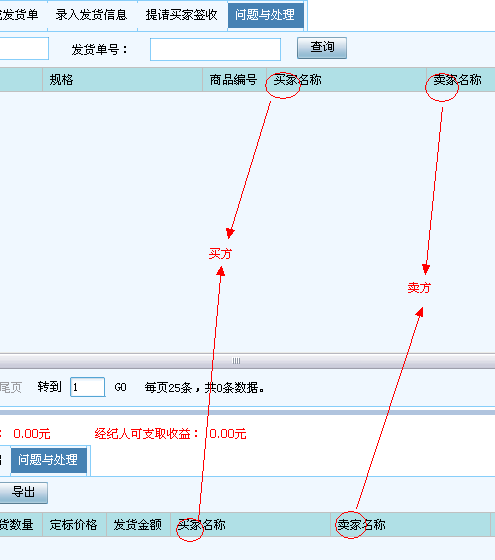 发货单 录入发货信息 提请买家签收 问题与处理
发货单号： 查询
规格 商品编号 买家名称 卖家名称
买方
卖方
尾页 转到 1 GO 每页25条，共0条数据。
： 0.00元 经纪人可支取收益： 0.00元
问题与处理
导出
货数量 定标价格 发货金额 买家名称 卖家名称